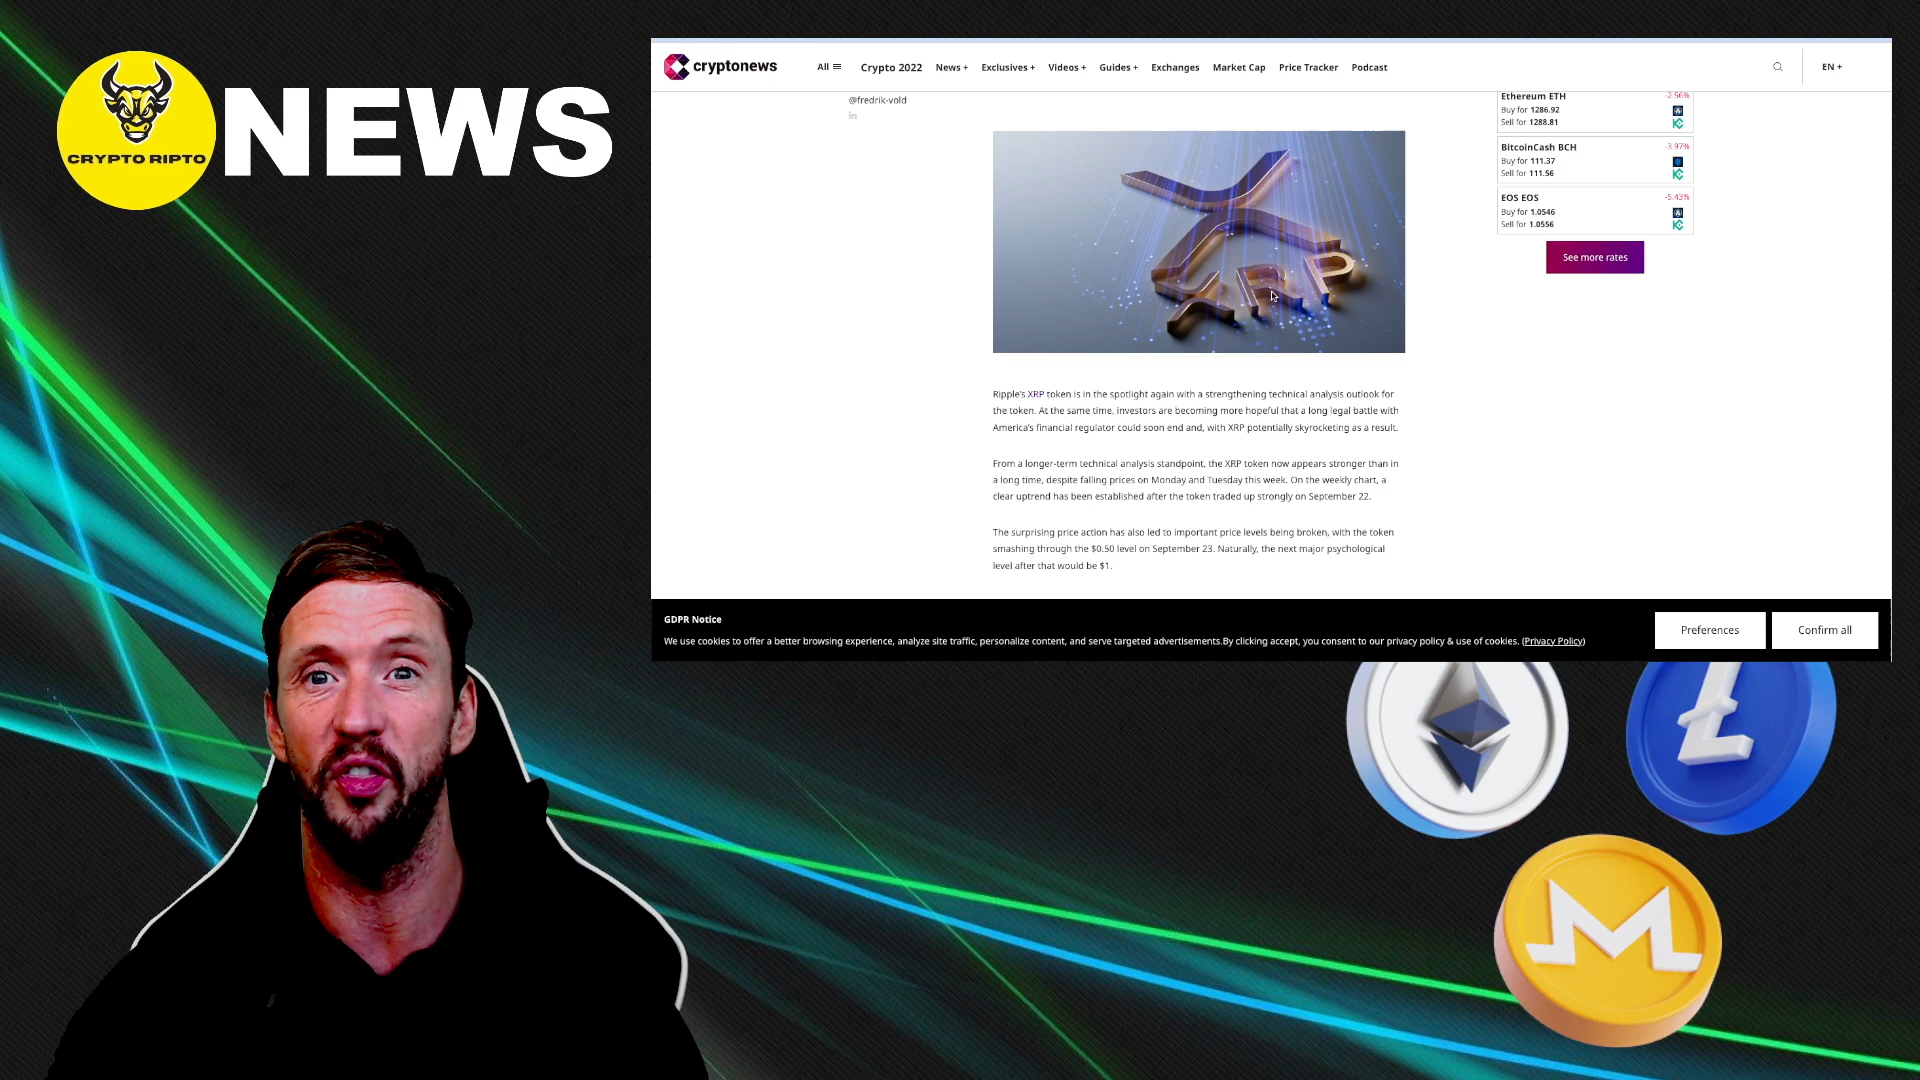 CRYPTO RIPTO
NEWS
cryptonews
All
Crypto 2022
News +
Exclusives +
Videos +
Guides +
Exchanges
Market Cap
Price Tracker
Podcast
EN +
@fredrik-vold
in
XRP
Ripple's XRP token is in the spotlight again with a strengthening technical analysis outlook for
the token. At the same time, investors are becoming more hopeful that a long legal battle with
America's financial regulator could soon end and, with XRP potentially skyrocketing as a result.
From a longer-term technical analysis standpoint, the XRP token now appears stronger than in
a long time, despite falling prices on Monday and Tuesday this week. On the weekly chart, a
clear uptrend has been established after the token traded up strongly on September 22.
The surprising price action has also led to important price levels being broken, with the token
smashing through the $0.50 level on September 23. Naturally, the next major psychological
level after that would be $1.
Ethereum ETH -2.56%
Buy for 1286.92
Sell for 1288.81
BitcoinCash BCH -3.97%
Buy for 111.37
Sell for 111.56
EOS EOS -5.43%
Buy for 1.0546
Sell for 1.0556
See more rates
GDPR Notice
We use cookies to offer a better browsing experience, analyze site traffic, personalize content, and serve targeted advertisements.By clicking accept, you consent to our privacy policy & use of cookies. (Privacy Policy)
Preferences
Confirm all